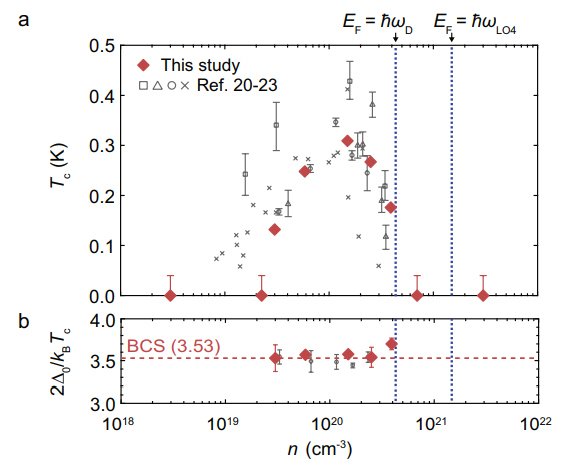 a
E_F = ħω_D E_F = ħω_LO4
0.5
This study
Ref. 20-23
0.4
0.3
T_c (K)
0.2
0.1
0.0
b
4.0
BCS (3.53)
2Δ_0/k_B T_c
3.5
3.0
10^18 10^19 10^20 10^21 10^22
n (cm^-3)